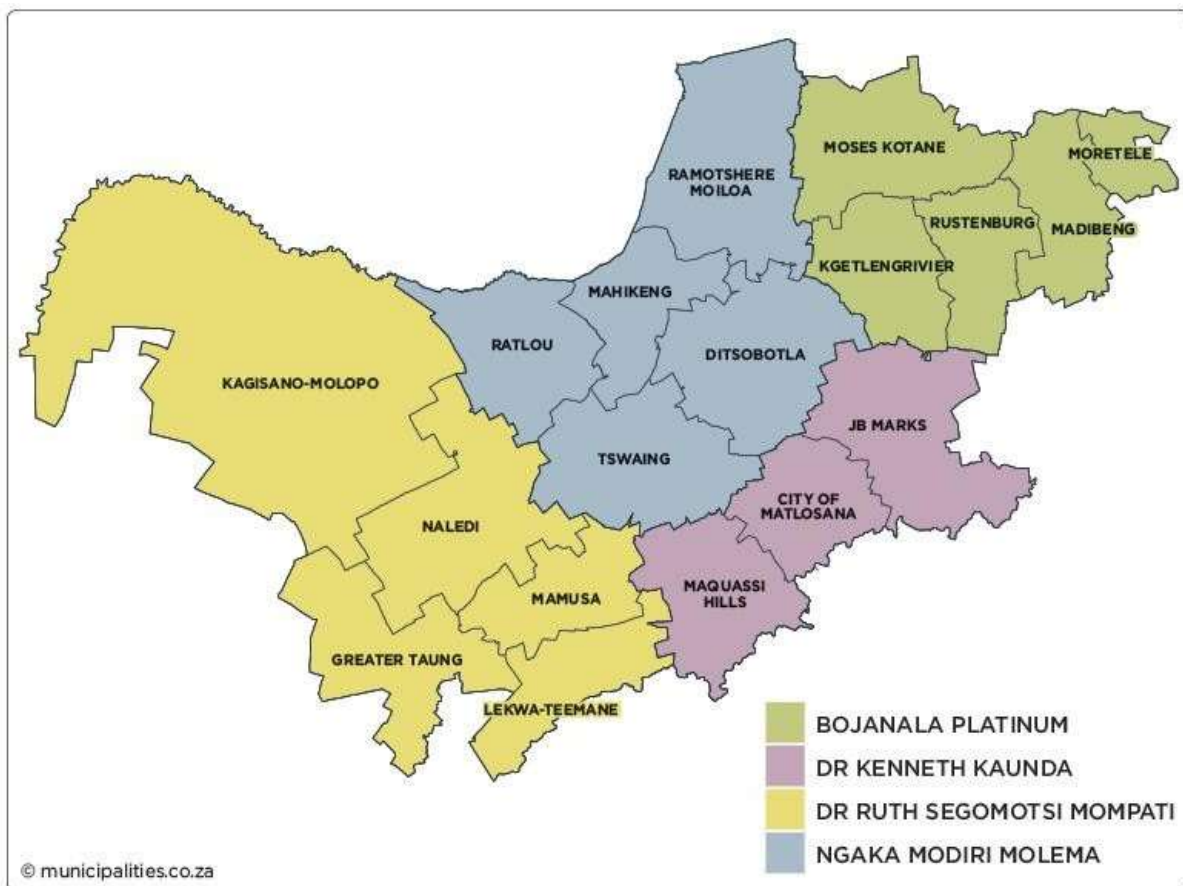 RAMOTSHERE
MOILOA
MOSES KOTANE
MORETELE
RUSTENBURG
MADIBENG
KGETLENGRIVIER
MAHIKENG
RATLOU
DITSOBOTLA
KAGISANO-MOLOPO
JB MARKS
TSWAING
CITY OF
MATLOSANA
NALEDI
MAMUSA
MAQUASSI
HILLS
GREATER TAUNG
LEKWA-TEEMANE
BOJANALA PLATINUM
DR KENNETH KAUNDA
DR RUTH SEGOMOTSI MOMPATI
NGAKA MODIRI MOLEMA
© municipalities.co.za